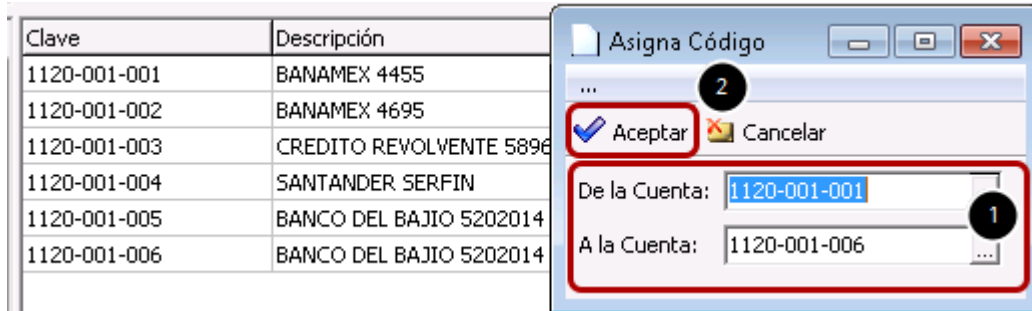 Clave Descripción
1120-001-001 BANAMEX 4455
1120-001-002 BANAMEX 4695
1120-001-003 CREDITO REVOLVENTE 5896
1120-001-004 SANTANDER SERFIN
1120-001-005 BANCO DEL BAJIO 5202014
1120-001-006 BANCO DEL BAJIO 5202014
Asigna Código
...
2
Aceptar Cancelar
De la Cuenta: 1120-001-001
1
A la Cuenta: 1120-001-006 ...